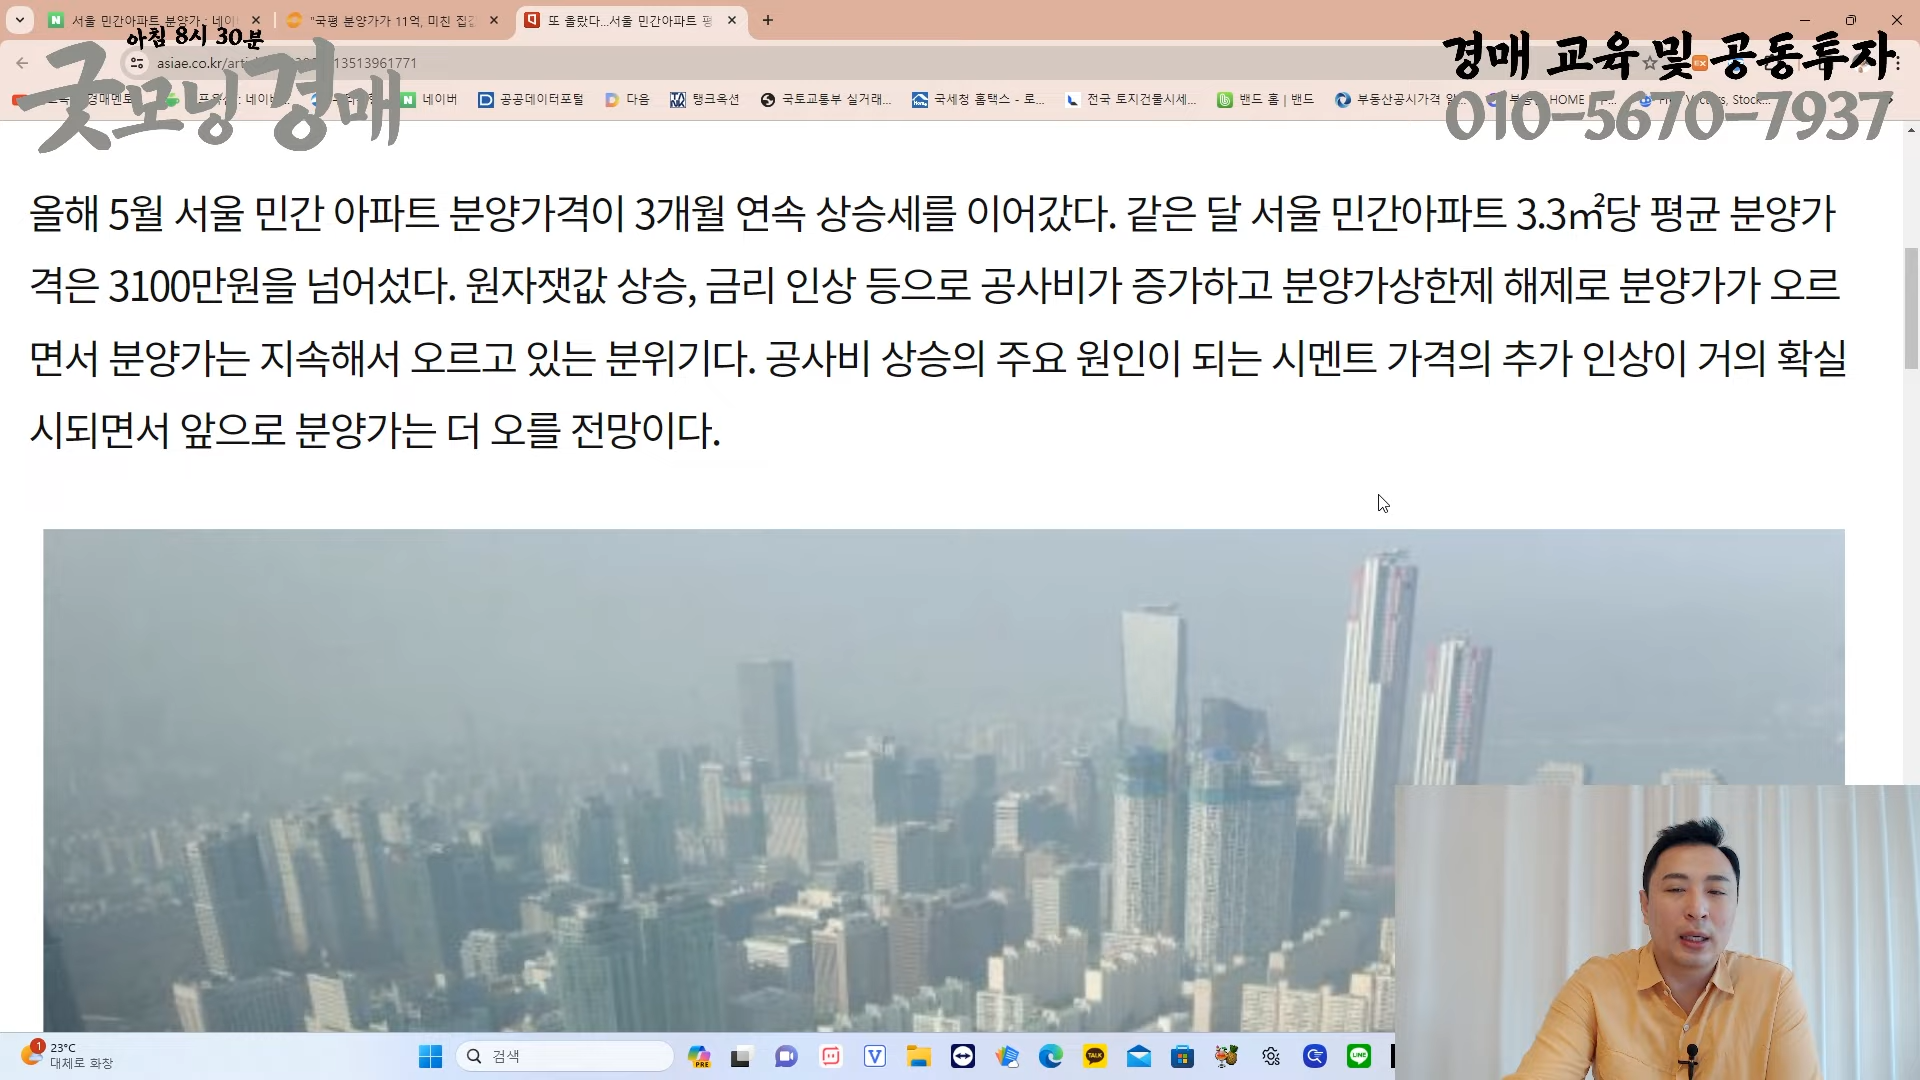 서울 민간아파트 분양가 : 네이
"국평 분양가가 11억, 미친 집값
또 올랐다...서울 민간아파트 평
아침 8시 30분
굿모닝경매
경매 교육 및 공동투자
010-5670-7937
asiae.co.kr/arti
13513961771
네이버
공공데이터포털
다음
탱크옥션
국토교통부 실거래...
국세청 홈택스 - 로...
전국 토지건물시세...
밴드 홈 | 밴드
부동산공시가격 알...
HOME
Stock...
올해 5월 서울 민간 아파트 분양가격이 3개월 연속 상승세를 이어갔다. 같은 달 서울 민간아파트 3.3㎡당 평균 분양가
격은 3100만원을 넘어섰다. 원자잿값 상승, 금리 인상 등으로 공사비가 증가하고 분양가상한제 해제로 분양가가 오르
면서 분양가는 지속해서 오르고 있는 분위기다. 공사비 상승의 주요 원인이 되는 시멘트 가격의 추가 인상이 거의 확실
시되면서 앞으로 분양가는 더 오를 전망이다.
1
23°C
대체로 화창
검색
PRE
V
TALK
LINE